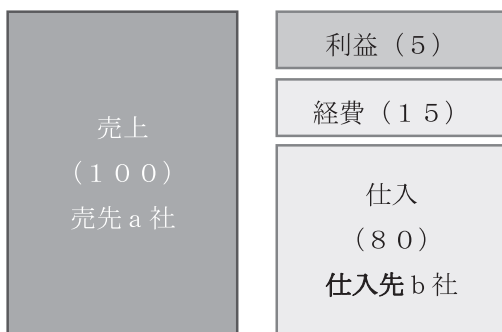 売上
（１００）
売先ａ社
利益（５）
経費（１５）
仕入
（８０）
仕入先ｂ社